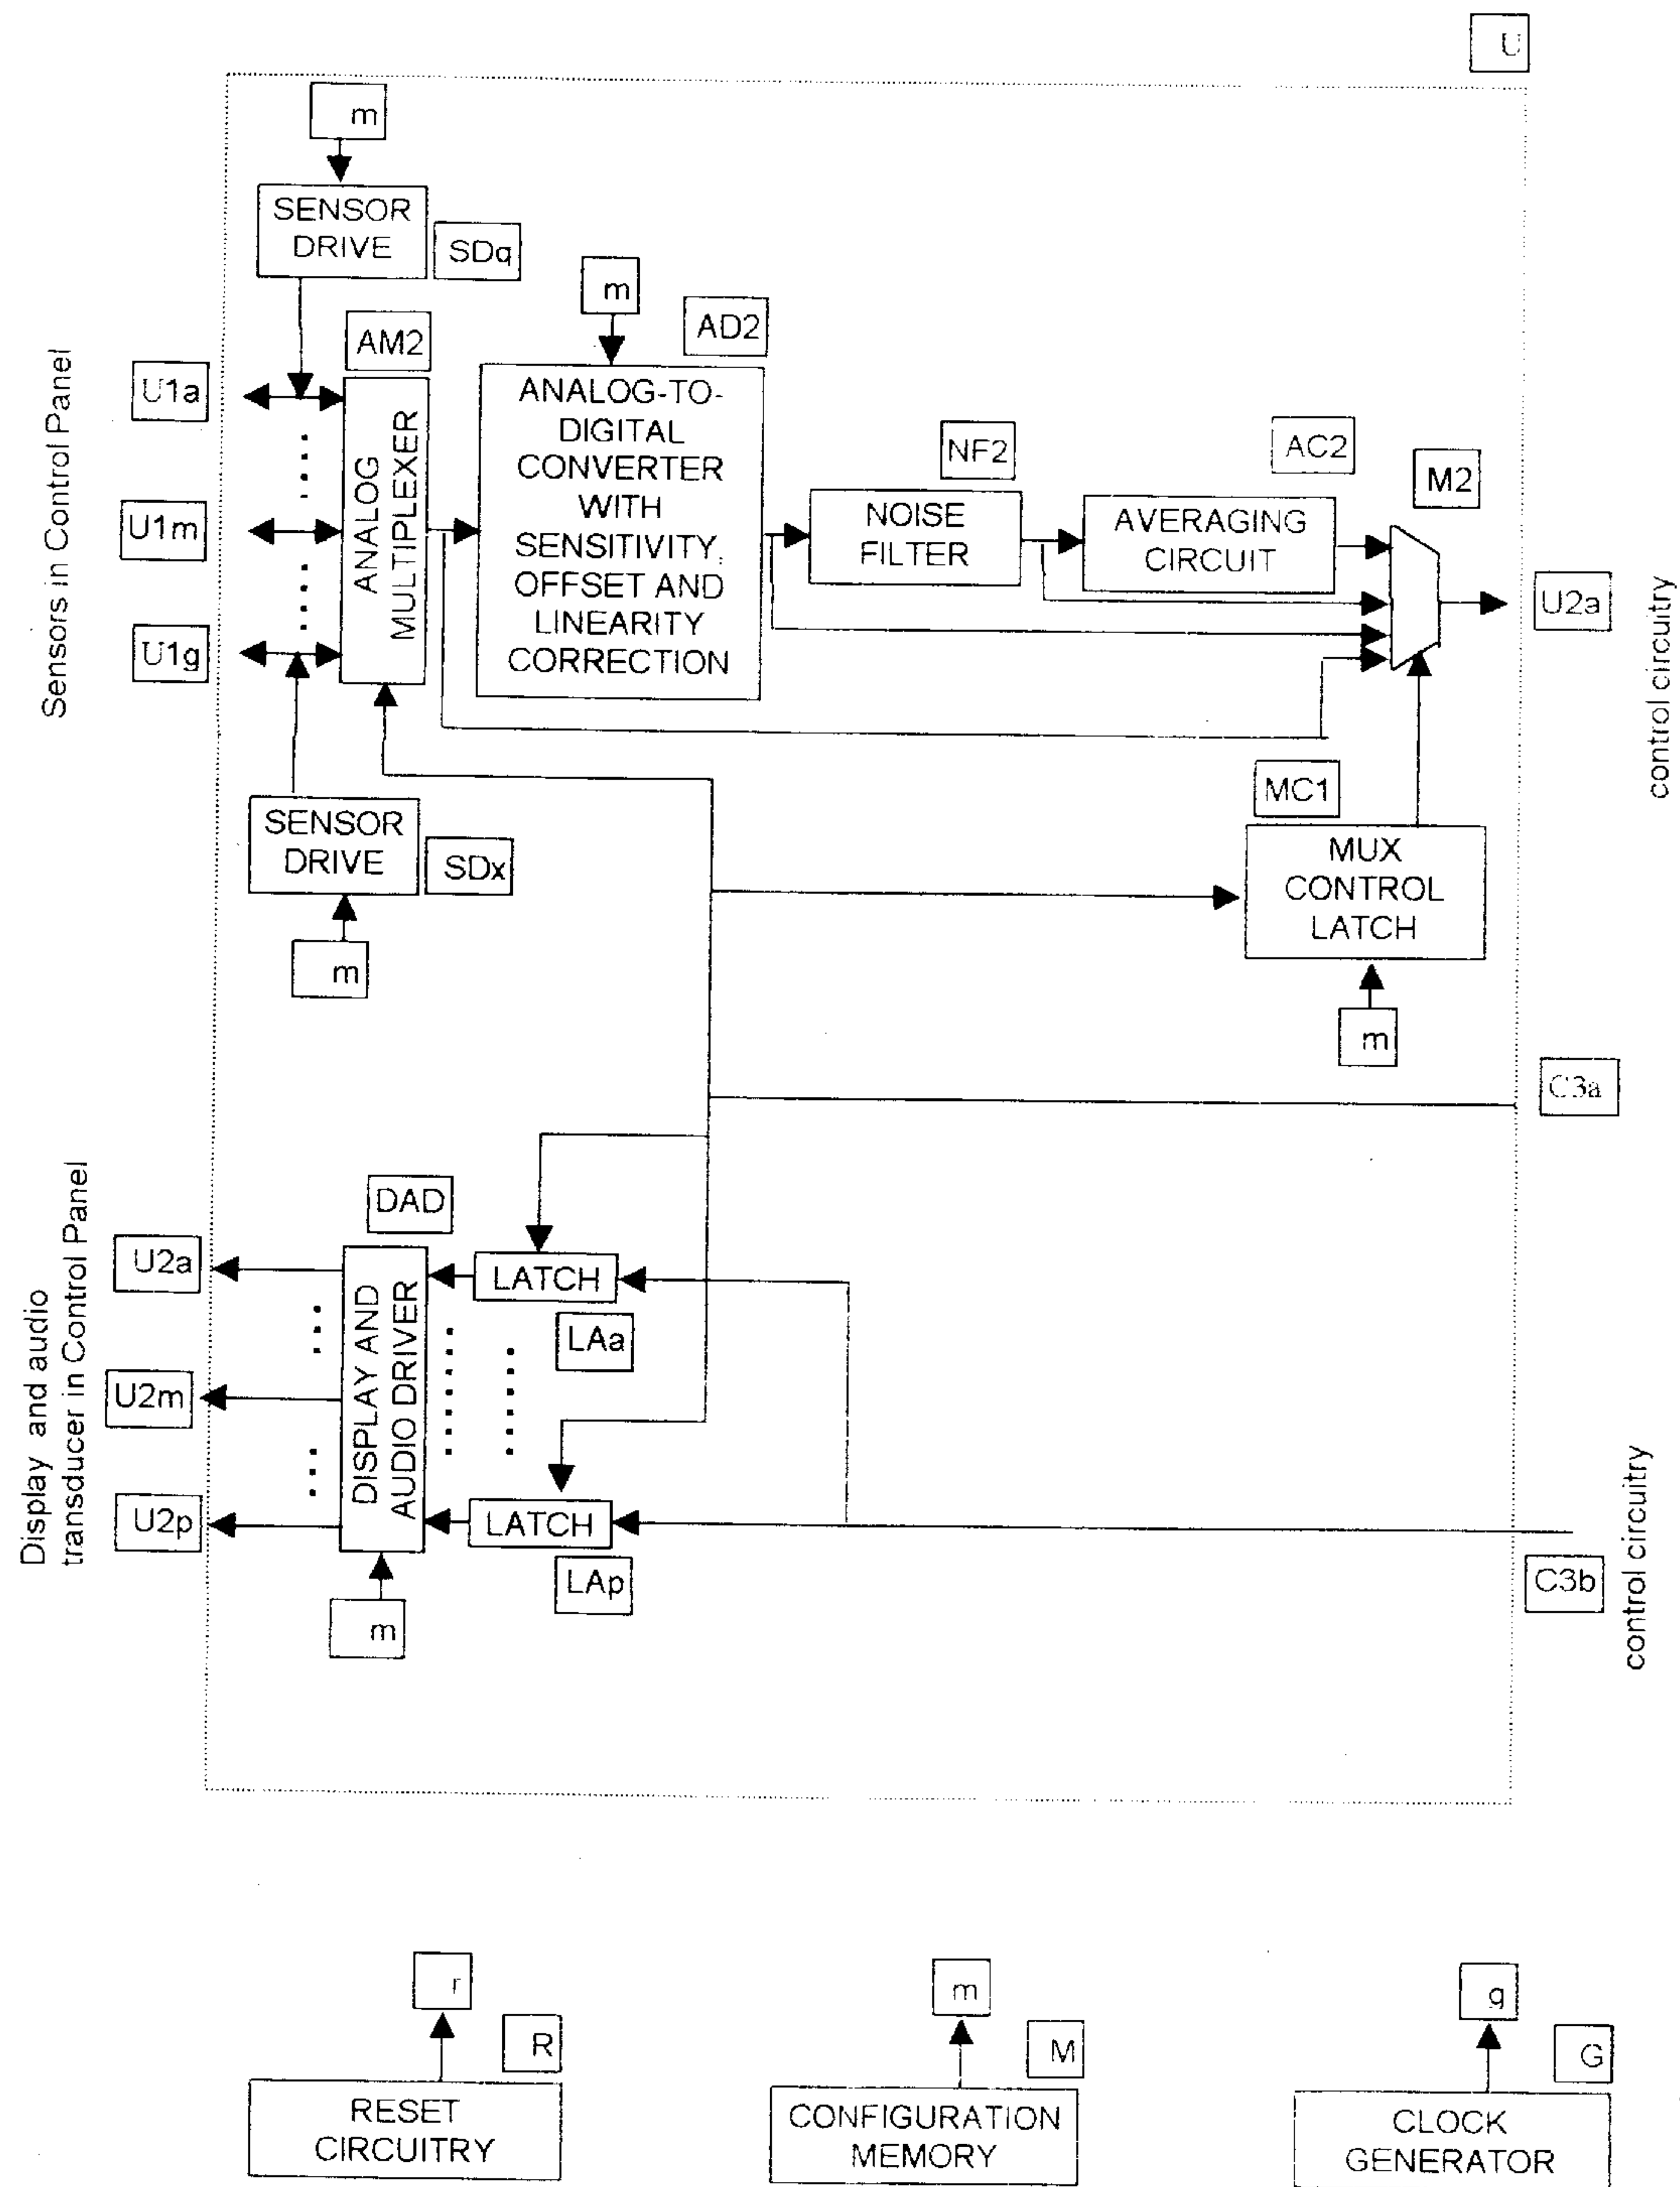 U
m
SENSOR
DRIVE
SDq
m
AD2
AM2
Sensors in Control Panel
U1a
U1m
U1g
ANALOG
MULTIPLEXER
ANALOG-TO-
DIGITAL
CONVERTER
WITH
SENSITIVITY,
OFFSET AND
LINEARITY
CORRECTION
NF2
NOISE
FILTER
AC2
AVERAGING
CIRCUIT
M2
U2a
control circuitry
SENSOR
DRIVE
SDx
m
MC1
MUX
CONTROL
LATCH
m
C3a
Display and audio
transducer in Control Panel
DAD
U2a
U2m
U2p
DISPLAY AND
AUDIO DRIVER
LATCH
LAa
LATCH
LAp
m
C3b
control circuitry
r
R
RESET
CIRCUITRY
m
M
CONFIGURATION
MEMORY
g
G
CLOCK
GENERATOR